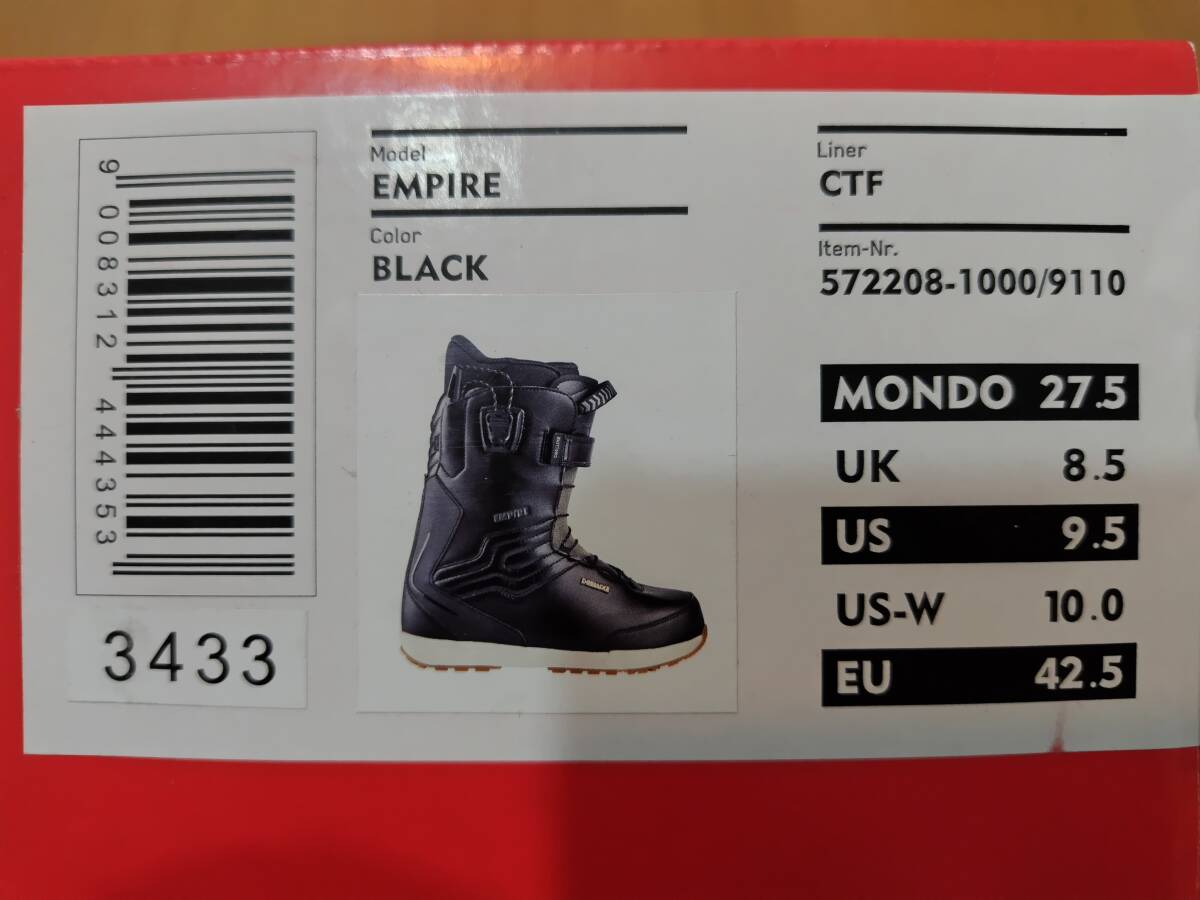 9 008312 444353
3433
Model
EMPIRE
Color
BLACK
EMPIRE
Liner
CTF
Item-Nr.
572208-1000/9110
MONDO 27.5
UK 8.5
US 9.5
US-W 10.0
EU 42.5